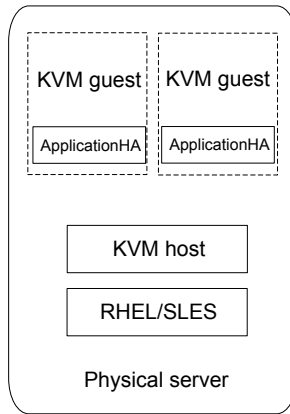 KVM guest
KVM guest
ApplicationHA
ApplicationHA
KVM host
RHEL/SLES
Physical server